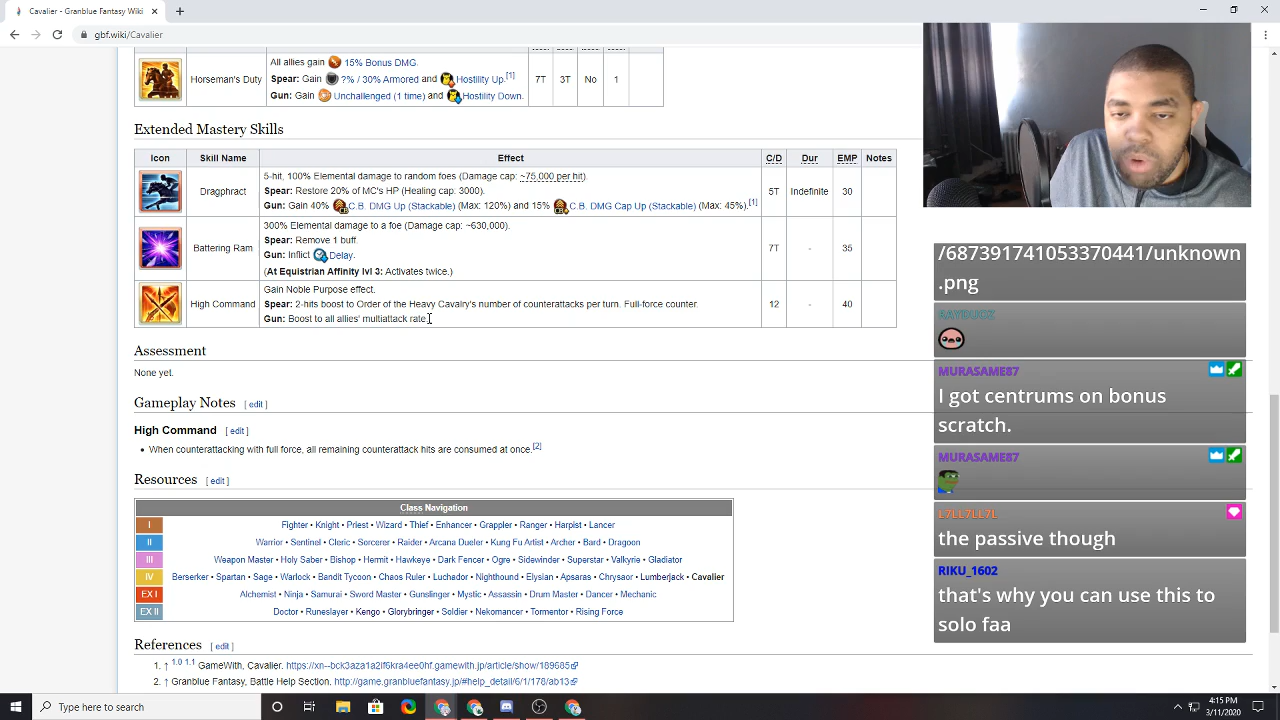 Cavalier - Granblue Fantasy Wiki
gbf.wiki/Cavalier
Horseman's Duty
All allies gain 15% Bonus DMG.
Spear: Gain ?% / 30% Armored and Hostility Up.[1]
Gun: Gain Unchallenged (1 time) and Hostility Down.
7T 3T No 1
Extended Mastery Skills
Icon Skill Name Effect C/D Dur EMP Notes
Dragphract
5-hit, 100% Elemental damage to random foes (Damage cap: ~75,000 per hit).
Spear: Restore 20% of MC's HP (Healing cap: 3000).
Gun: Gain 40% C.B. DMG Up (Stackable) (Max: 120%) and 15% C.B. DMG Cap Up (Stackable) (Max: 45%).[1]
5T Indefinite 30
Battering Ram
300% Elemental damage to a foe (Damage cap: ~630,000).
Spear: Remove 1 buff.
Gun: Inflict Delay.
(At Equistrian Affinity lvl 3: Activates twice.)
7T - 35
High Command
Gain Noble Purpose effect.
Spear: 2-hits boost to Order of the Heavy Cavalry's number of counterattacks per turn. Full-force counter.
Gun: Boost to all allies' multiattack rate.
12 - 40
Assessment
None yet.
Gameplay Notes [ edit ]
High Command [ edit ]
• When counterattacking with full force, all remaining counterattack hits are consumed at once.[2]
Resources [ edit ]
Class Navigation
I Fighter • Knight • Priest • Wizard • Thief • Enhancer • Grappler • Ranger • Harpist • Lancer
II Warrior • Sentinel • Cleric • Sorcerer • Raider • Arcana Dueler • Kung Fu Artist • Archer • Bard • Dragoon
III Weapon Master • Holy Saber • Bishop • Hermit • Hawkeye • Dark Fencer • Ogre • Sidewinder • Superstar • Valkyrie • Gladiator
IV Berserker • Spartan • Sage • Warlock • Bandit Tycoon • Chaos Ruler • Luchador • Nighthound • Elysian • Apsaras • Chrysaor • Lumberjack • Cavalier
EX I Alchemist • Ninja • Samurai • Sword Master • Gunslinger • Mystic • Assassin • Drum Master • Dancer • Mechanic
EX II Doctor • Runeslayer • Kengo • Glorybringer • Soldier • Nekomancer • Tormentor • Rising Force
References [ edit ]
1. ↑ 1.0 1.1 GameWith, Cavalier. https://xn--bck3aza1a2if6kra4ee0hf.gamewith.jp/article/show/189685
2. ↑ Granblue Fantasy, Battle Help Section. http://game.granbluefantasy.jp/#help_detail/6/1/178/ab13
/687391741053370441/unknown
.png
BAYDUDZ
MURASAME87
I got centrums on bonus
scratch.
MURASAME87
L7LL7LL7L
the passive though
RIKU_1602
that's why you can use this to
solo faa
Type here to search
4:15 PM
3/11/2020